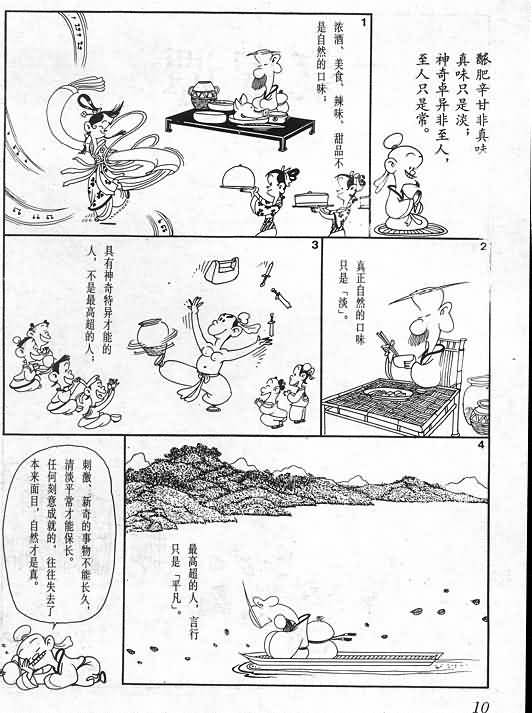 醲肥辛甘非真味
真味只是淡；
神奇卓异非至人，
至人只是常。
1
浓酒、美食、辣味。甜品不
是自然的口味；
2
真正自然的口味
只是「淡」。
3
具有神奇特异才能的
人，不是最高超的人：
4
最高超的人，言行
只是「平凡」。
刺激、新奇的事物不能长久，
清淡平常才能保长。
任何刻意成就的，往往失去了
本来面目，自然才是真。
10